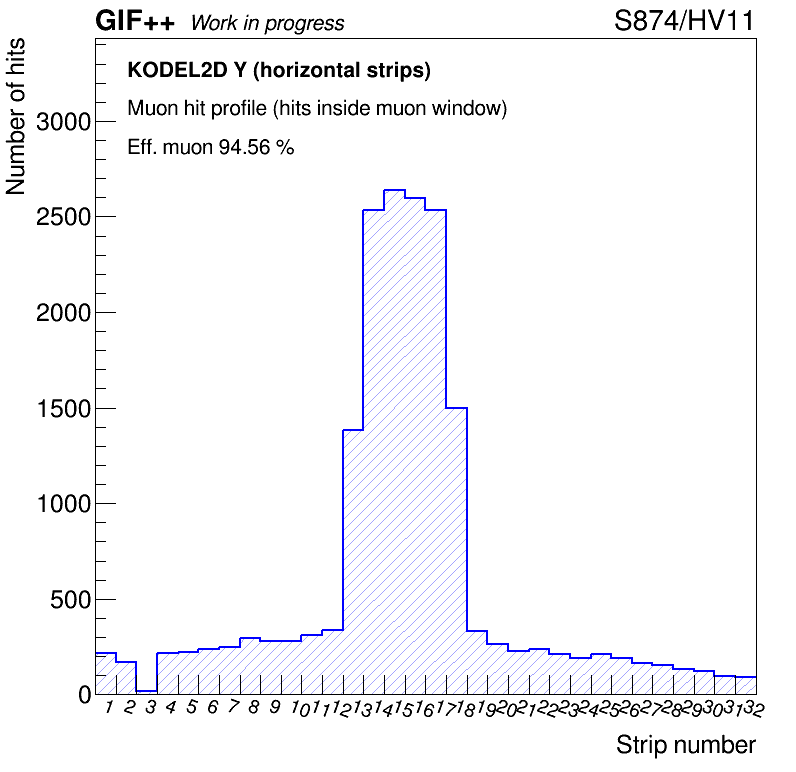 GIF++ Work in progress S874/HV11
Number of hits
KODEL2D Y (horizontal strips)
Muon hit profile (hits inside muon window)
Eff. muon 94.56 %
3000
2500
2000
1500
1000
500
0
1 2 3 4 5 6 7 8 9 10 11 12 13 14 15 16 17 18 19 20 21 22 23 24 25 26 27 28 29 30 31 32
Strip number